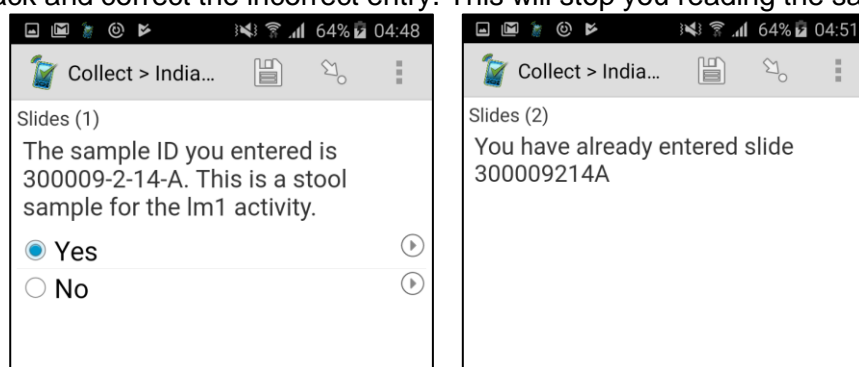 ack and correct the incorrect entry. This will stop you reading the sa
64% 04:48
Collect > India...
Slides (1)
The sample ID you entered is
300009-2-14-A. This is a stool
sample for the lm1 activity.
Yes
No
64% 04:51
Collect > India...
Slides (2)
You have already entered slide
300009214A